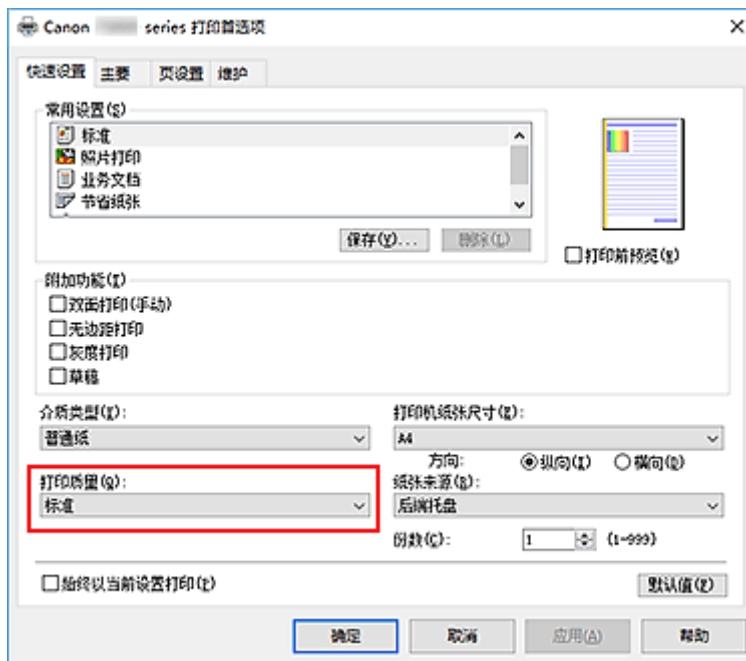 Canon series 打印首选项
快速设置 主要 页设置 维护
常用设置(S)
标准
照片打印
业务文档
节省纸张
保存(V)... 删除(L)
打印前预览(W)
附加功能(I)
双面打印(手动)
无边距打印
灰度打印
草稿
介质类型(Y): 打印机纸张尺寸(Z):
普通纸 A4
方向: 纵向(I) 横向(D)
打印质量(Q): 纸张来源(B):
标准 后端托盘
份数(C): 1 (1-999)
始终以当前设置打印(P)
默认值(F)
确定 取消 应用(A) 帮助